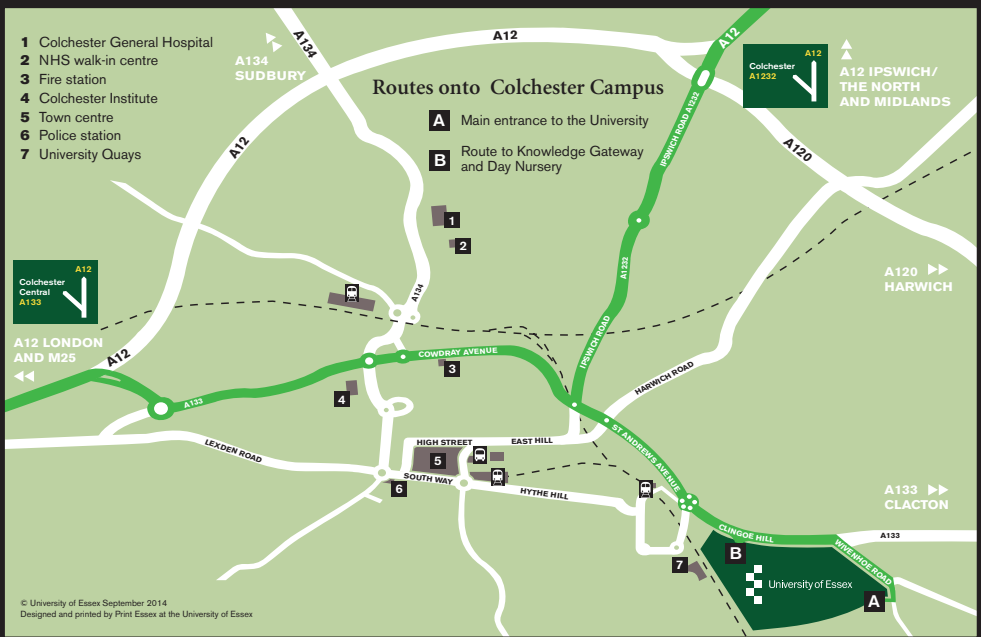 1 Colchester General Hospital
2 NHS walk-in centre
3 Fire station
4 Colchester Institute
5 Town centre
6 Police station
7 University Quays
A134
SUDBURY
A134
A12
A12
Routes onto Colchester Campus
A Main entrance to the University
B Route to Knowledge Gateway
and Day Nursery
A12
Colchester
A1232
A12 IPSWICH/
THE NORTH
AND MIDLANDS
IPSWICH ROAD A1232
A12
A120
1
2
A1232
A134
A120
HARWICH
A12
Colchester
Central
A133
A12 LONDON
AND M25
A12
COWDRAY AVENUE
3
IPSWICH ROAD
HARWICH ROAD
4
A133
LEXDEN ROAD
HIGH STREET
EAST HILL
ST ANDREWS AVENUE
5
SOUTH WAY
6
HYTHE HILL
A133
CLACTON
CLINGOE HILL
A133
WIVENHOE ROAD
B
7
University of Essex
A
© University of Essex September 2014
Designed and printed by Print Essex at the University of Essex